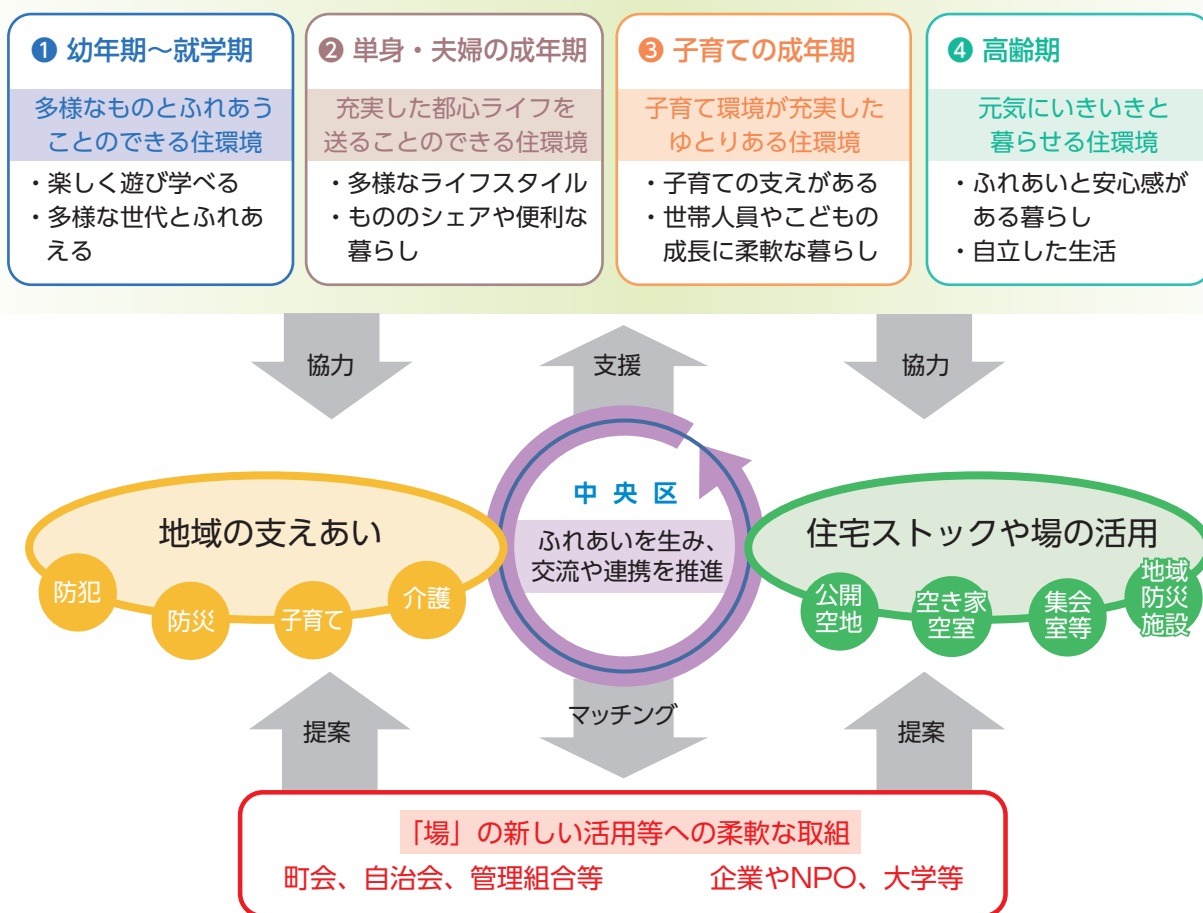 ❶ 幼年期～就学期
多様なものとふれあう
ことのできる住環境
・楽しく遊び学べる
・多様な世代とふれあ
える
❷ 単身・夫婦の成年期
充実した都心ライフを
送ることのできる住環境
・多様なライフスタイル
・もののシェアや便利な
暮らし
❸ 子育ての成年期
子育て環境が充実した
ゆとりある住環境
・子育ての支えがある
・世帯人員やこどもの
成長に柔軟な暮らし
❹ 高齢期
元気にいきいきと
暮らせる住環境
・ふれあいと安心感が
ある暮らし
・自立した生活
協力
支援
協力
地域の支えあい
防犯
防災
子育て
介護
中央区
ふれあいを生み、
交流や連携を推進
住宅ストックや場の活用
公開
空地
空き家
空室
集会
室等
地域
防災
施設
提案
マッチング
提案
「場」の新しい活用等への柔軟な取組
町会、自治会、管理組合等
企業やNPO、大学等